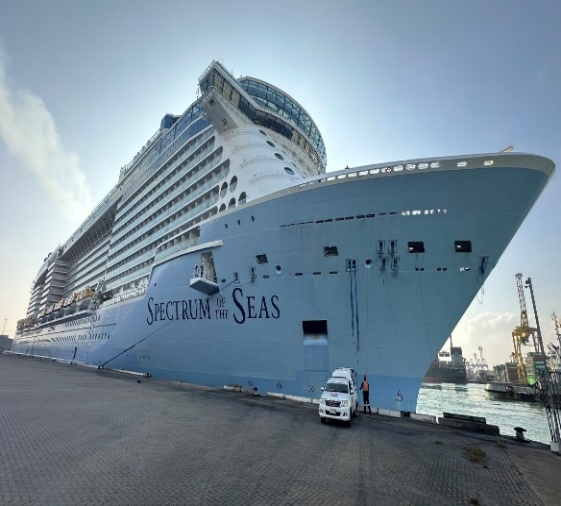 SPECTRUM OF THE SEAS